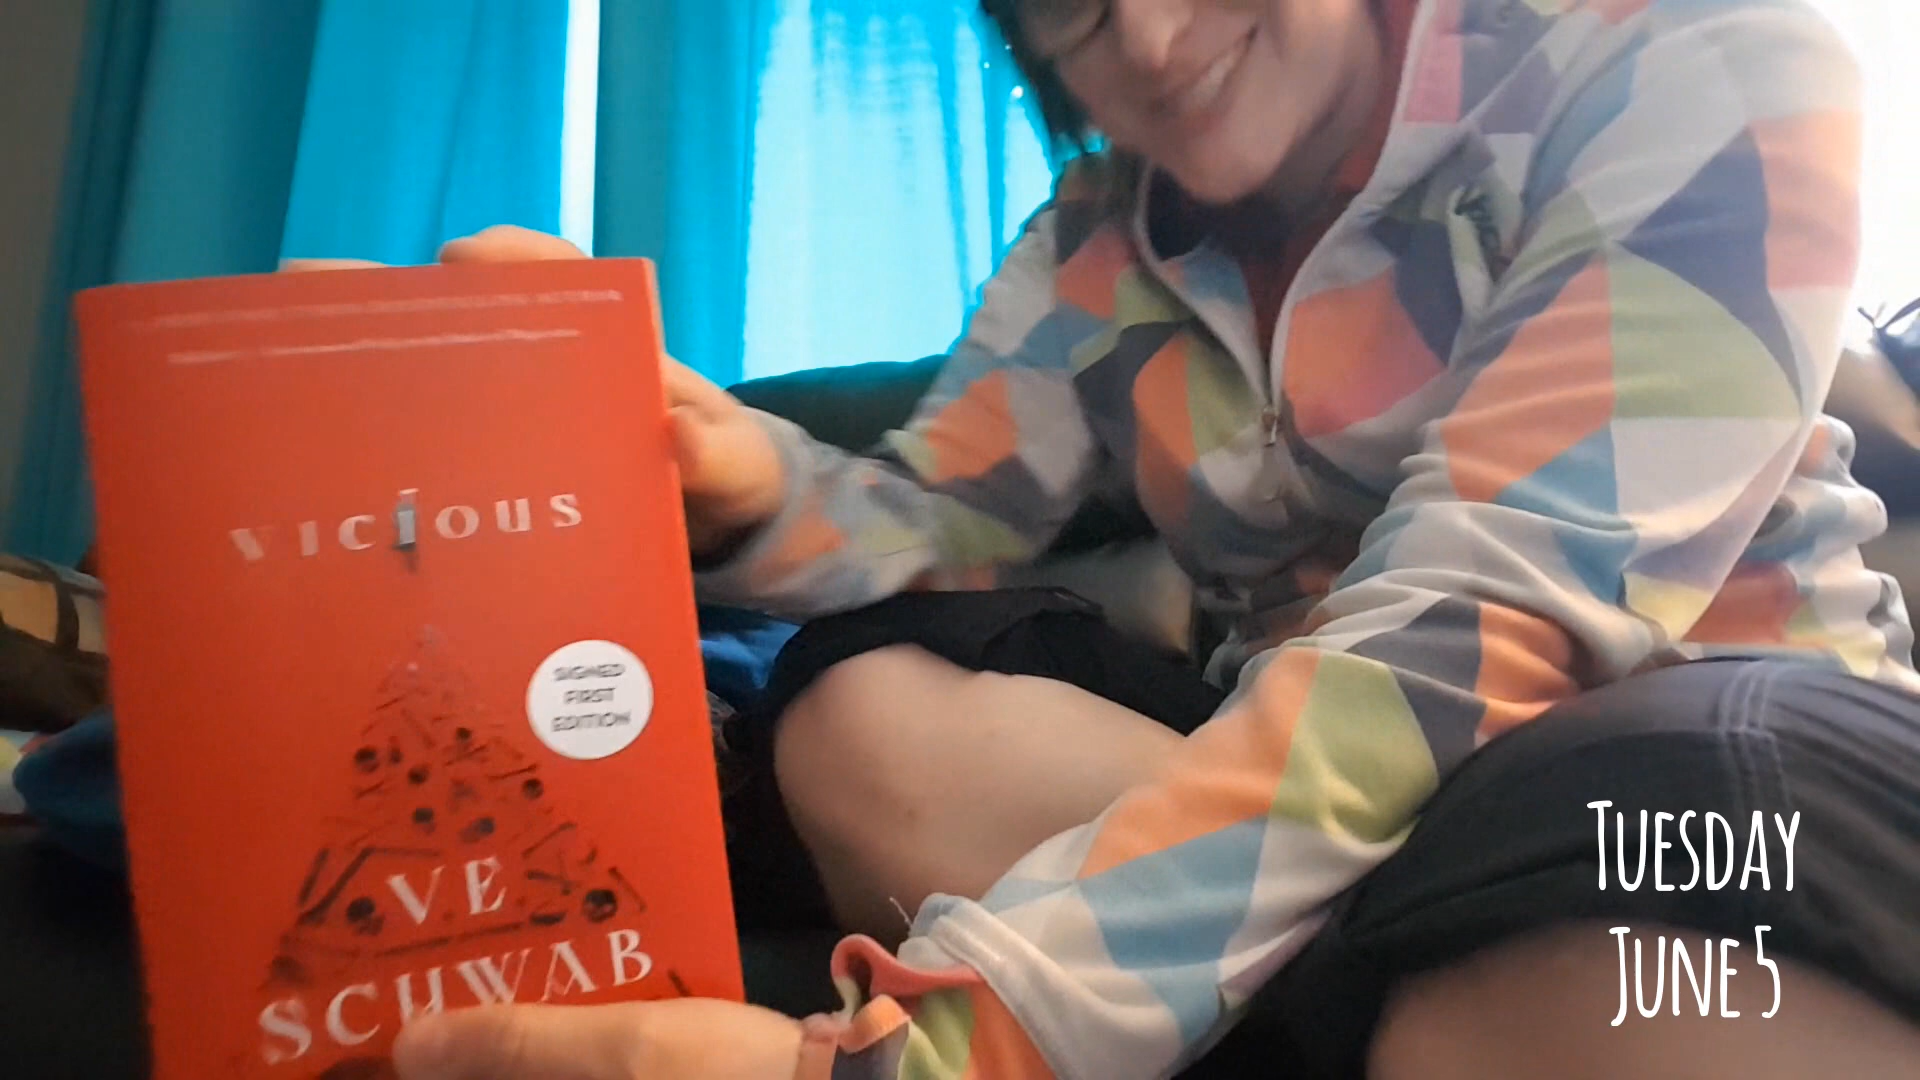 VICIOUS
SIGNED
FIRST
EDITION
V.E
SCHWAB
TUESDAY
JUNE 5